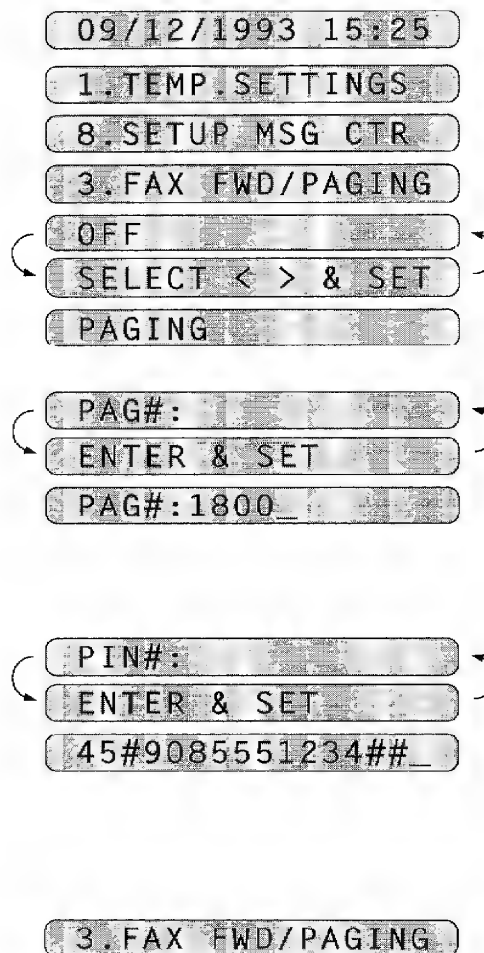 09/12/1993 15:25
1.TEMP.SETTINGS
8.SETUP MSG CTR
3.FAX FWD/PAGING
OFF
SELECT < > & SET
PAGING
PAG#:
ENTER & SET
PAG#:1800_
PIN#:
ENTER & SET
45#9085551234##_
3.FAX FWD/PAGING